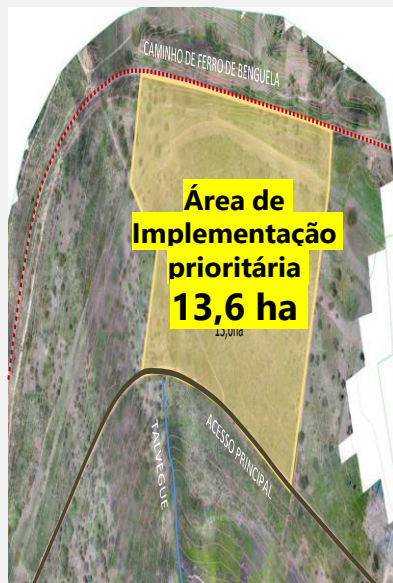 CAMINHO DE FERRO DE BENGUELA
Área de
Implementação
prioritária
13,6 ha
TALVEGUE
ACESSO PRINCIPAL